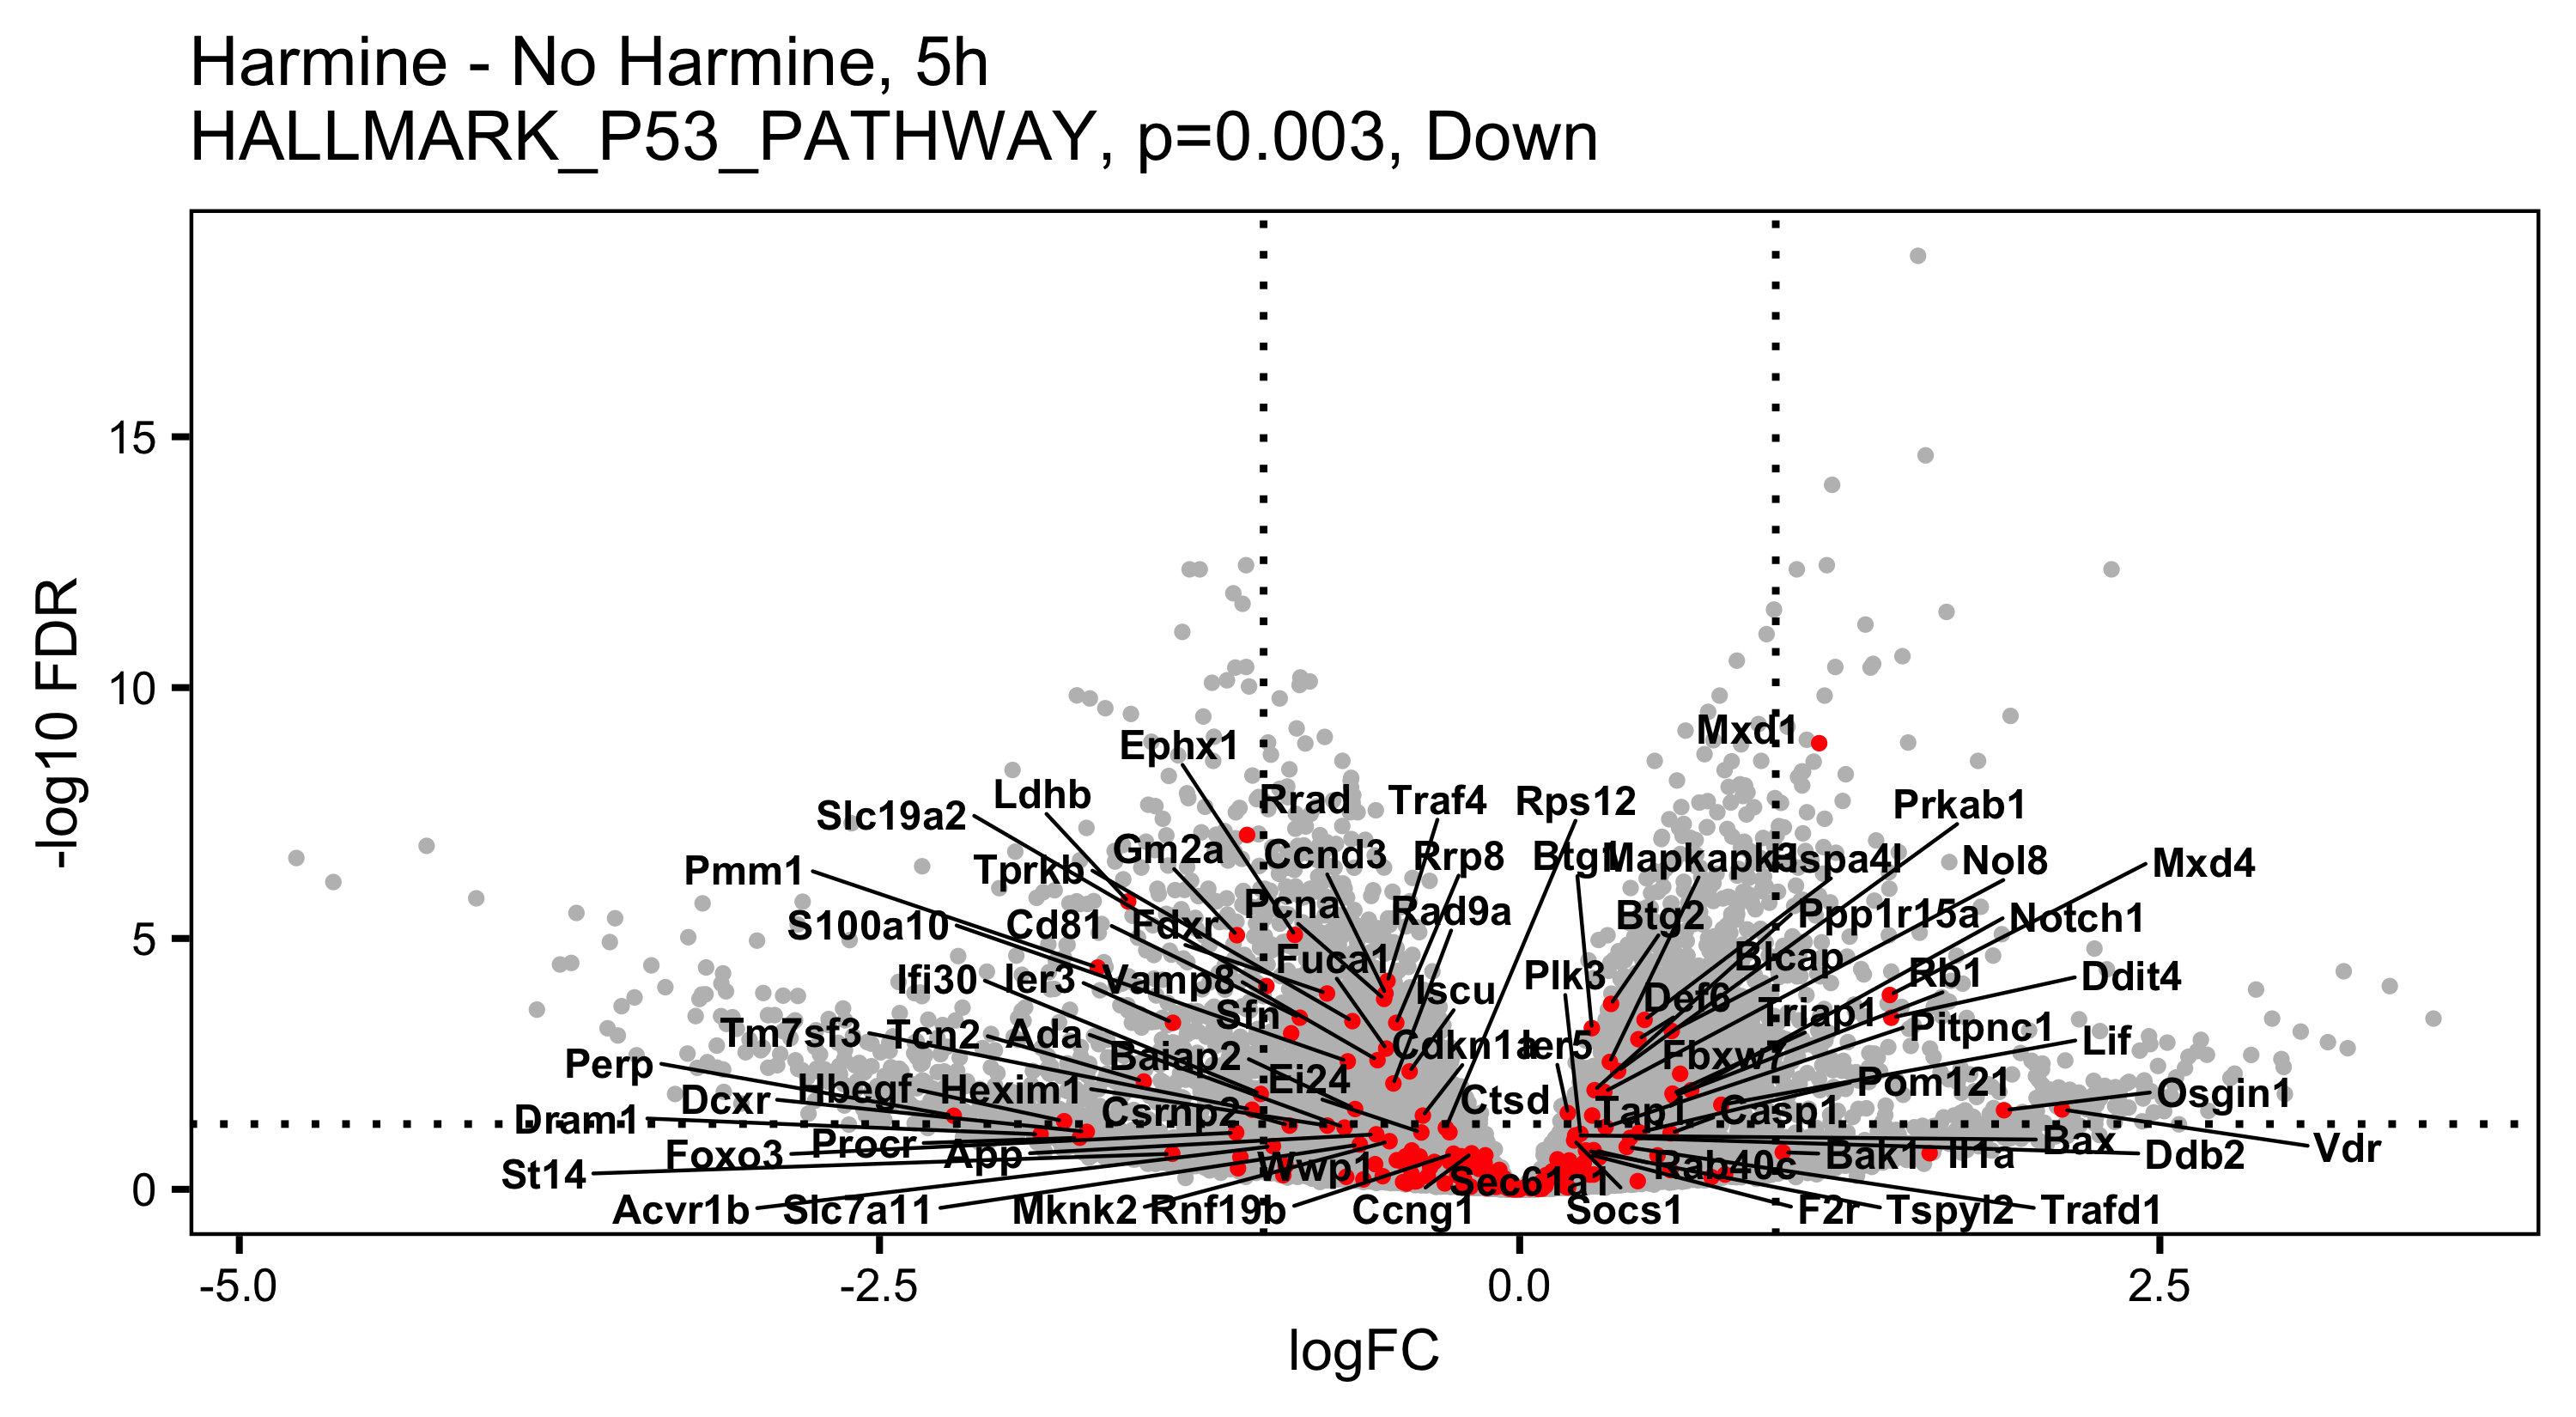 Harmine - No Harmine, 5h
HALLMARK_P53_PATHWAY, p=0.003, Down
-log10 FDR
15
10
5
0
Mxd1
Ephx1
Ldhb
Slc19a2
Rrad
Traf4
Rps12
Prkab1
Gm2a
Ccnd3
Rrp8
Btg1
Mapkapk3
Hspa4l
Nol8
Mxd4
Pmm1
Tprkb
S100a10
Cd81
Fdxr
Pcna
Rad9a
Btg2
Ppp1r15a
Notch1
Ifi30
Ier3
Vamp8
Fuca1
Iscu
Plk3
Def6
Blcap
Rb1
Ddit4
Tm7sf3
Tcn2
Ada
Sfn
Cdkn1a
Ier5
Triap1
Pitpnc1
Lif
Perp
Baiap2
Fbxw7
Dcxr
Hbegf
Hexim1
Ei24
Ctsd
Pom121
Osgin1
Dram1
Csrnp2
Tap1
Casp1
St14
Foxo3
Procr
App
Wwp1
Sec61a1
Rab40c
Bak1
Il1a
Bax
Ddb2
Vdr
Acvr1b
Slc7a11
Mknk2
Rnf19b
Ccng1
Socs1
F2r
Tspyl2
Trafd1
-5.0
-2.5
0.0
2.5
logFC